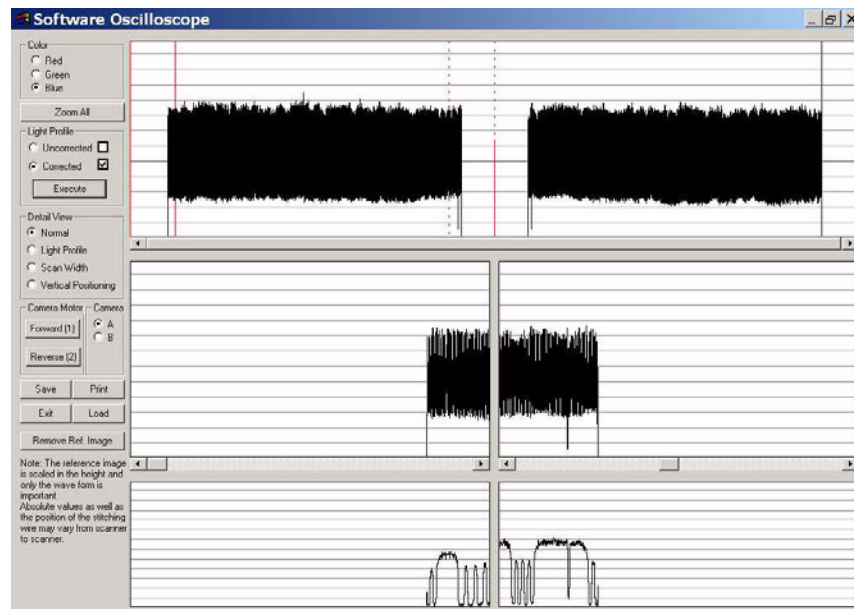 Software Oscilloscope
Color
Red
Green
Blue
Zoom All
Light Profile
Uncorrected
Corrected
Execute
Detail View
Normal
Light Profile
Scan Width
Vertical Positioning
Camera Motor
Camera
Forward (1)
A
B
Reverse (2)
Save
Print
Exit
Load
Remove Ref. Image
Note: The reference image
is scaled in the height and
only the wave form is
important.
Absolute values as well as
the position of the stitching
wire may vary from scanner
to scanner.